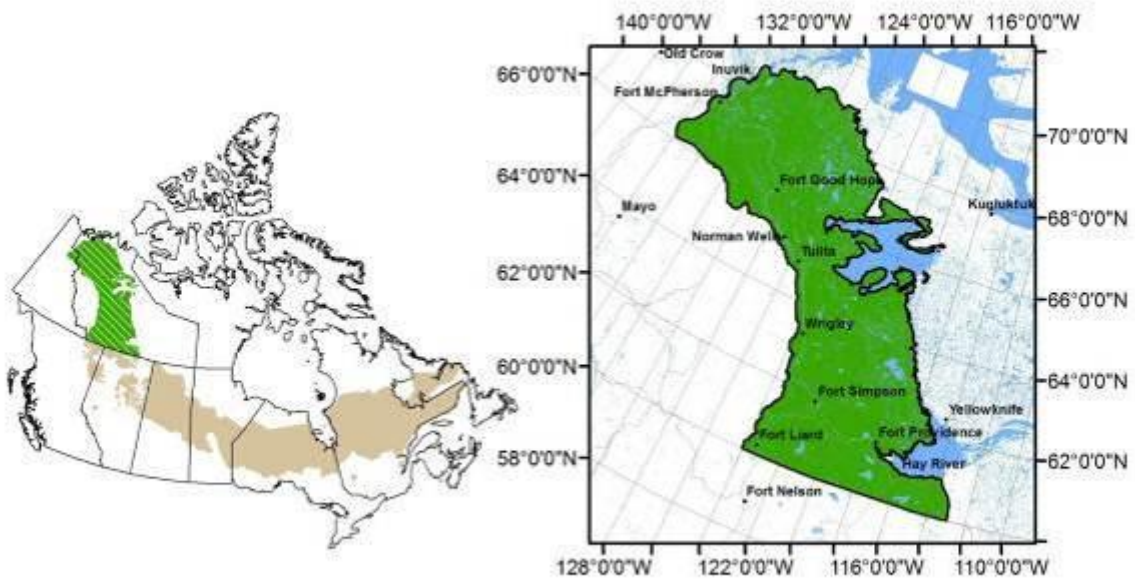 140°0'0"W 132°0'0"W 124°0'0"W 116°0'0"W
66°0'0"N
64°0'0"N
62°0'0"N
60°0'0"N
58°0'0"N
Old Crow
Inuvik
Fort McPherson
Fort Good Hope
Mayo
Kugluktuk
Norman Wells
Tulita
Wrigley
Fort Simpson
Yellowknife
Fort Providence
Fort Liard
Hay River
Fort Nelson
70°0'0"N
68°0'0"N
66°0'0"N
64°0'0"N
62°0'0"N
128°0'0"W 122°0'0"W 116°0'0"W 110°0'0"W